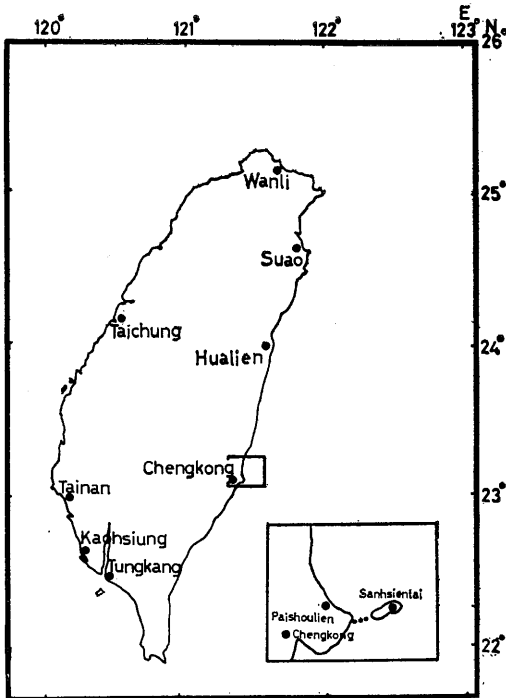 E.
120° 121° 122° 123° N.
26°
Wanli
25°
Suao
Taichung
24°
Hualien
Chengkong
Tainan
23°
Kaohsiung
Tungkang
Sanhsientai
Paishoulien
Chengkong
22°